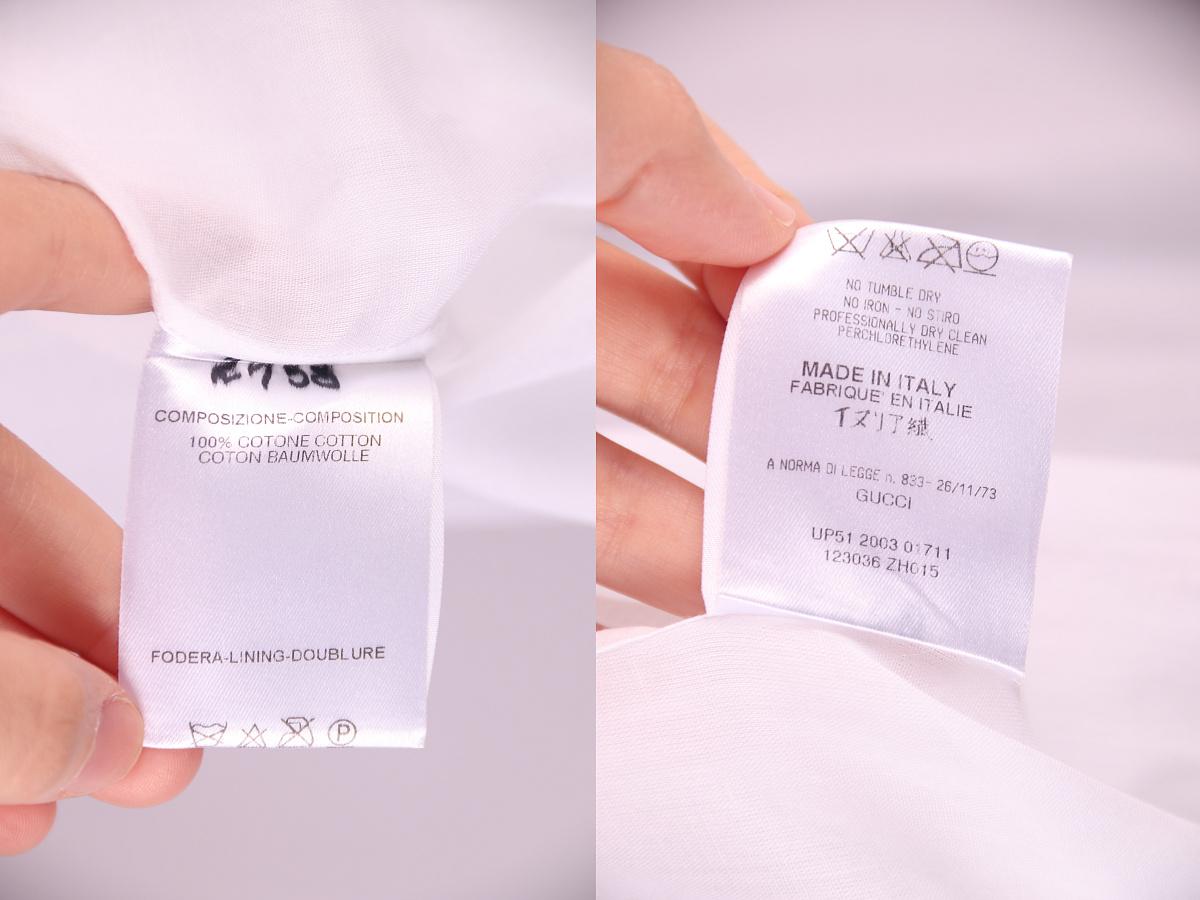 COMPOSIZIONE-COMPOSITION
100% COTONE COTTON
COTON BAUMWOLLE
FODERA-LINING-DOUBLURE
P
NO TUMBLE DRY
NO IRON - NO STIRO
PROFESSIONALLY DRY CLEAN
PERCHLORETHYLENE
MADE IN ITALY
FABRIQUE' EN ITALIE
イタリア製
A NORMA DI LEGGE n. 833- 26/11/73
GUCCI
UP51 2003 01711
123036 ZH015